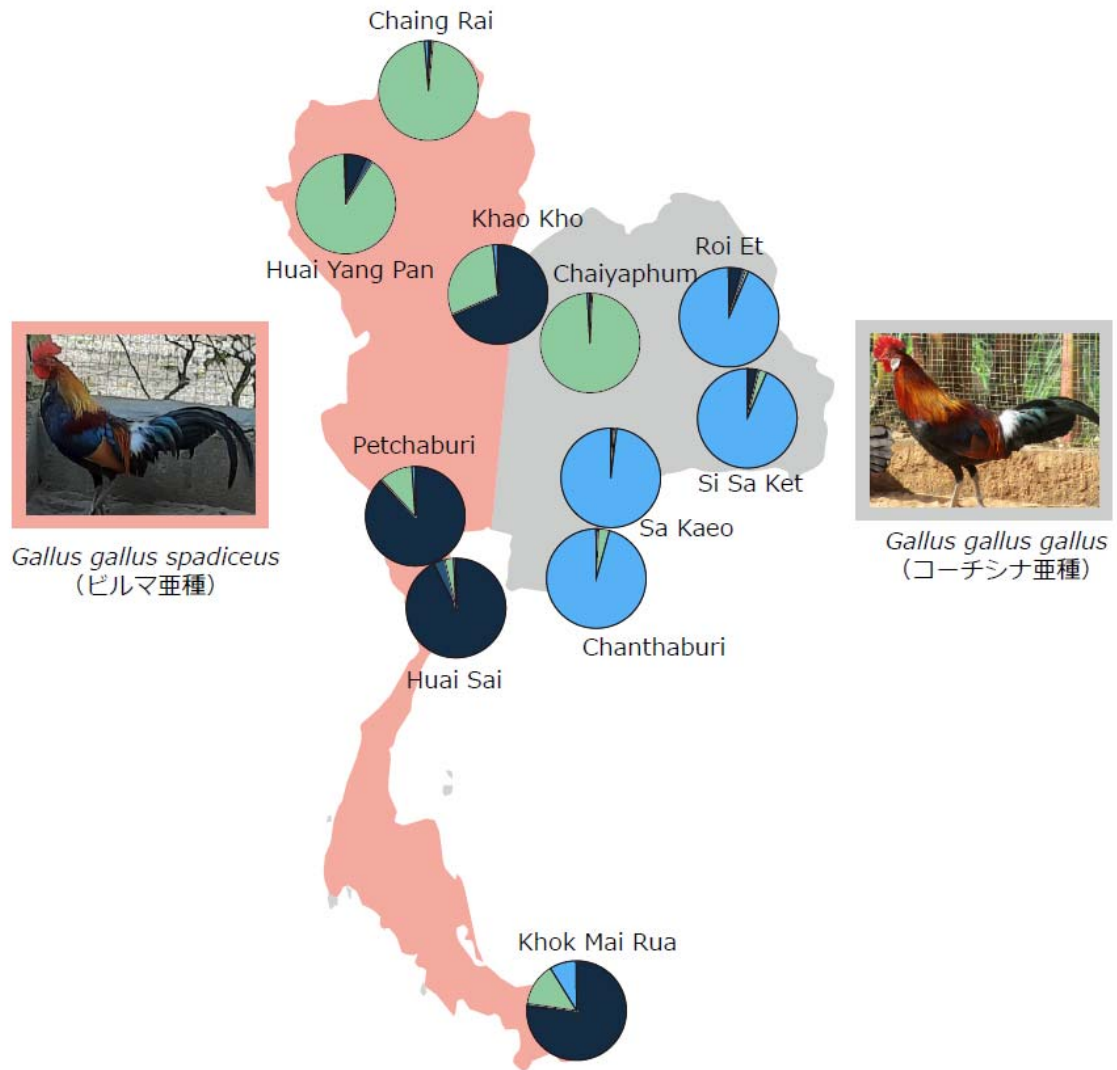 Chaing Rai
Huai Yang Pan
Khao Kho
Chaiyaphum
Roi Et
Si Sa Ket
Sa Kaeo
Chanthaburi
Petchaburi
Huai Sai
Khok Mai Rua
Gallus gallus spadiceus
（ビルマ亜種）
Gallus gallus gallus
（コーチシナ亜種）